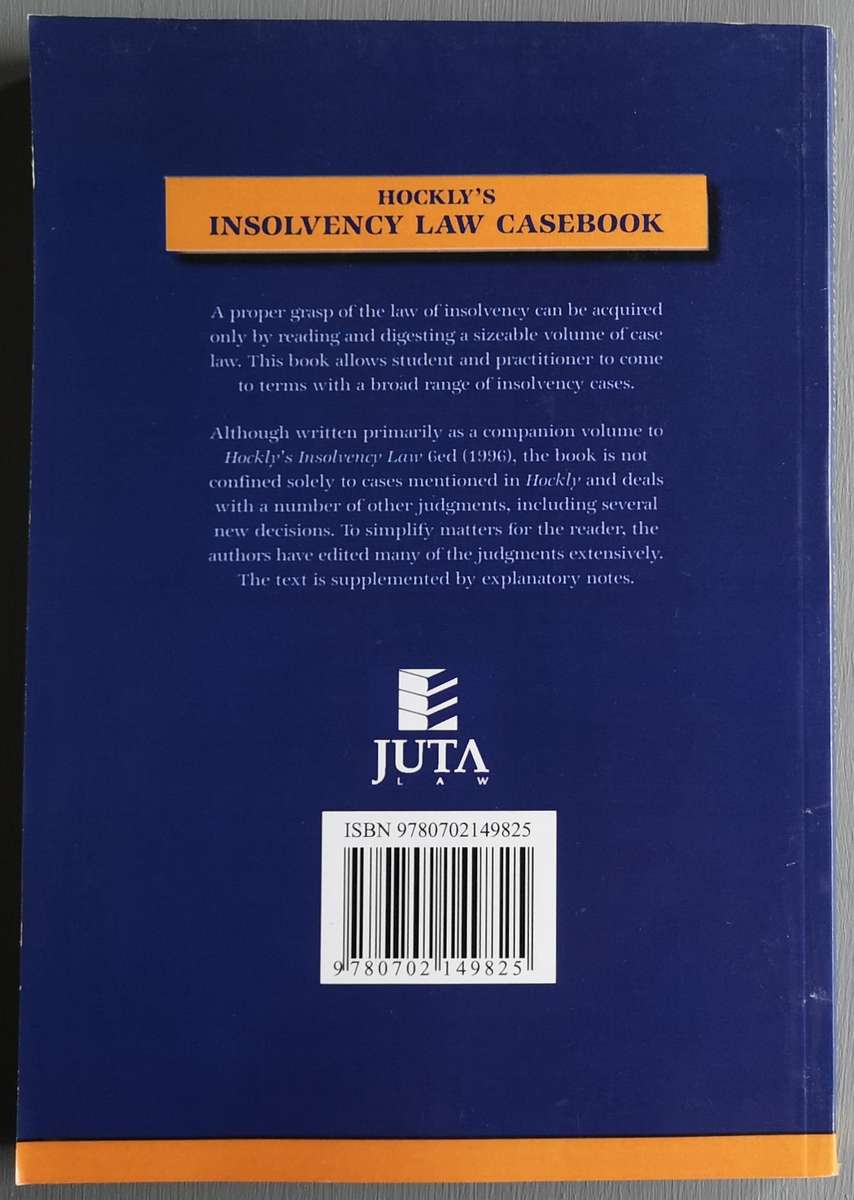 HOCKLY'S
INSOLVENCY LAW CASEBOOK
A proper grasp of the law of insolvency can be acquired
only by reading and digesting a sizeable volume of case
law. This book allows student and practitioner to come
to terms with a broad range of insolvency cases.
Although written primarily as a companion volume to
Hockly's Insolvency Law 6ed (1996), the book is not
confined solely to cases mentioned in Hockly and deals
with a number of other judgments, including several
new decisions. To simplify matters for the reader, the
authors have edited many of the judgments extensively.
The text is supplemented by explanatory notes.
JUTA
LAW
ISBN 9780702149825
9 780702 149825